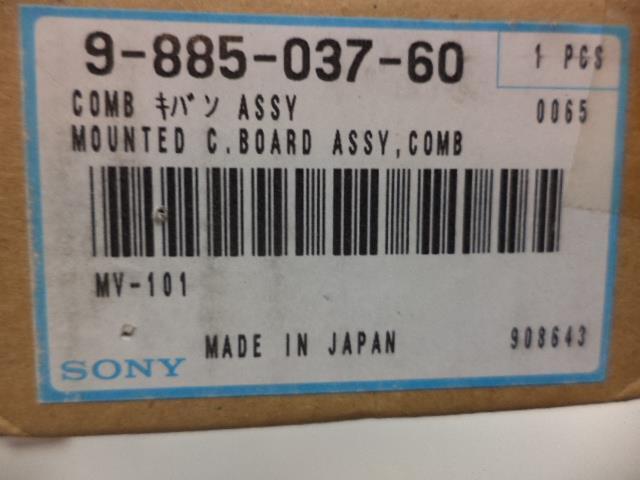 9-885-037-60
1 PCS
COMB ｷﾊﾞﾝ ASSY
0065
MOUNTED C.BOARD ASSY,COMB
MV-101
MADE IN JAPAN
908643
SONY